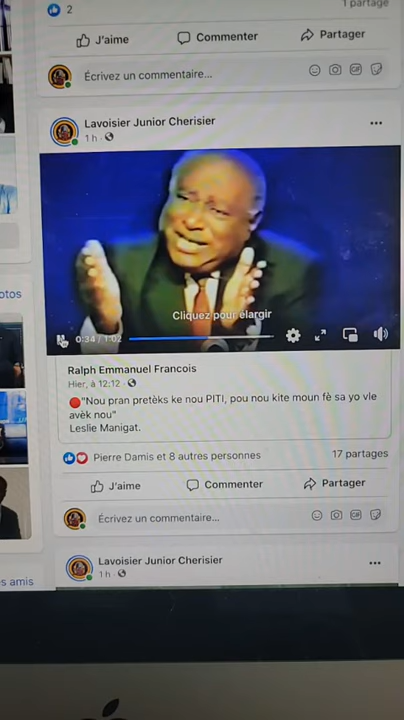 2
1 partage
J'aime
Commenter
Partager
Écrivez un commentaire...
GIF
Lavoisier Junior Cherisier
1 h ·
Cliquez pour élargir
0:34 / 1:02
Ralph Emmanuel Francois
Hier, à 12:12 ·
"Nou pran pretèks ke nou PITI, pou nou kite moun fè sa yo vle
avèk nou"
Leslie Manigat.
otos
Pierre Damis et 8 autres personnes
17 partages
J'aime
Commenter
Partager
Écrivez un commentaire...
GIF
Lavoisier Junior Cherisier
1 h ·
s amis